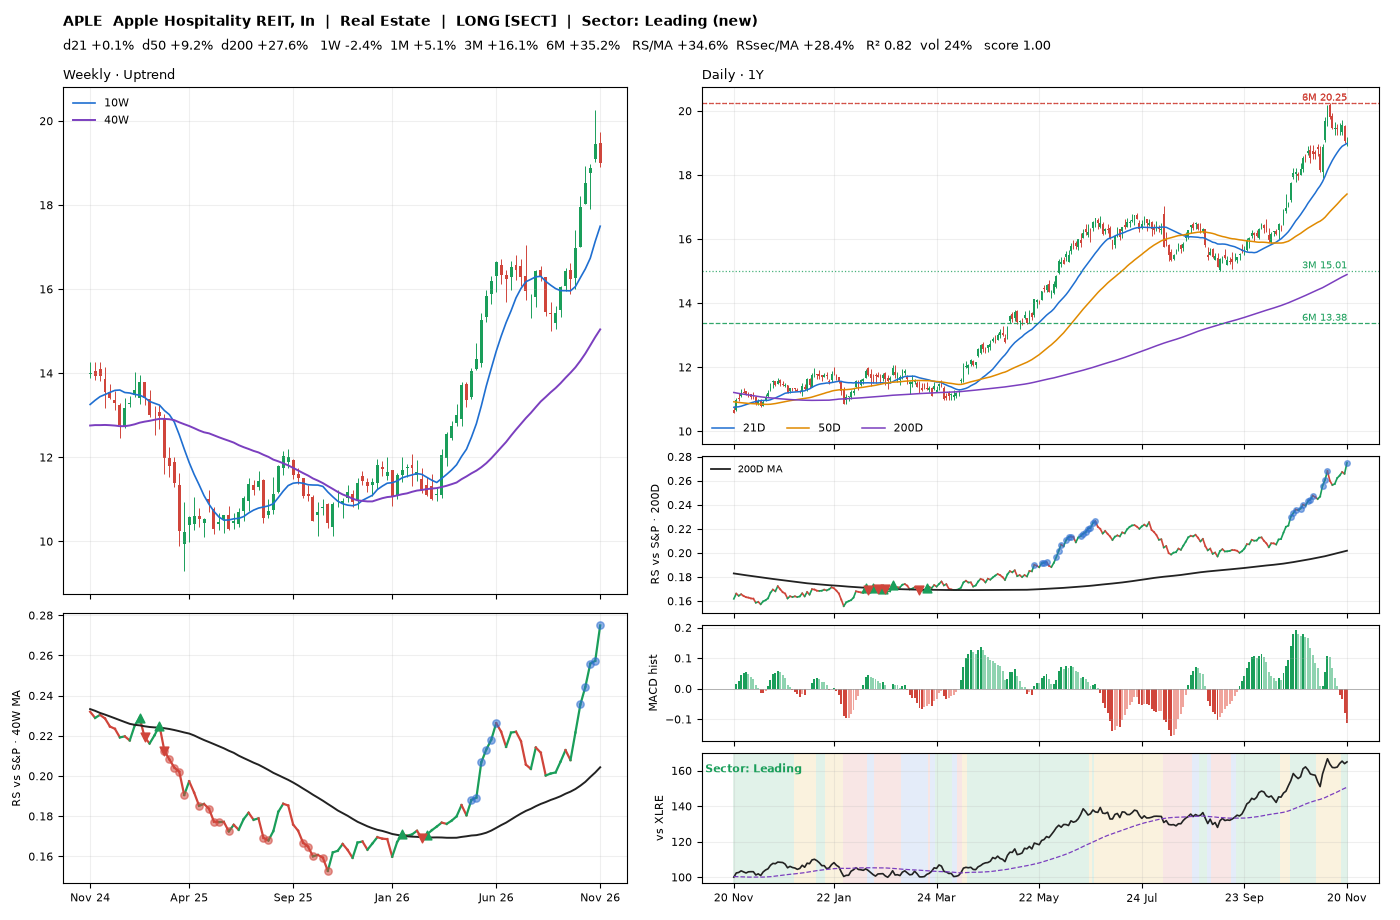 APLE  Apple Hospitality REIT, In  |  Real Estate  |  LONG [SECT]  |  Sector: Leading (new)
d21 +0.1%  d50 +9.2%  d200 +27.6%   1W -2.4%  1M +5.1%  3M +16.1%  6M +35.2%   RS/MA +34.6%  RSsec/MA +28.4%   R² 0.82  vol 24%   score 1.00
Weekly · Uptrend
10W
40W
20
18
16
14
12
10
Daily · 1Y
6M 20.25
3M 15.01
6M 13.38
20
18
16
14
12
10
21D
50D
200D
RS vs S&P · 200D
200D MA
0.28
0.26
0.24
0.22
0.20
0.18
0.16
MACD hist
0.2
0.1
0.0
−0.1
RS vs S&P · 40W MA
0.28
0.26
0.24
0.22
0.20
0.18
0.16
Nov 24
Apr 25
Sep 25
Jan 26
Jun 26
Nov 26
vs XLRE
Sector: Leading
160
140
120
100
20 Nov
22 Jan
24 Mar
22 May
24 Jul
23 Sep
20 Nov